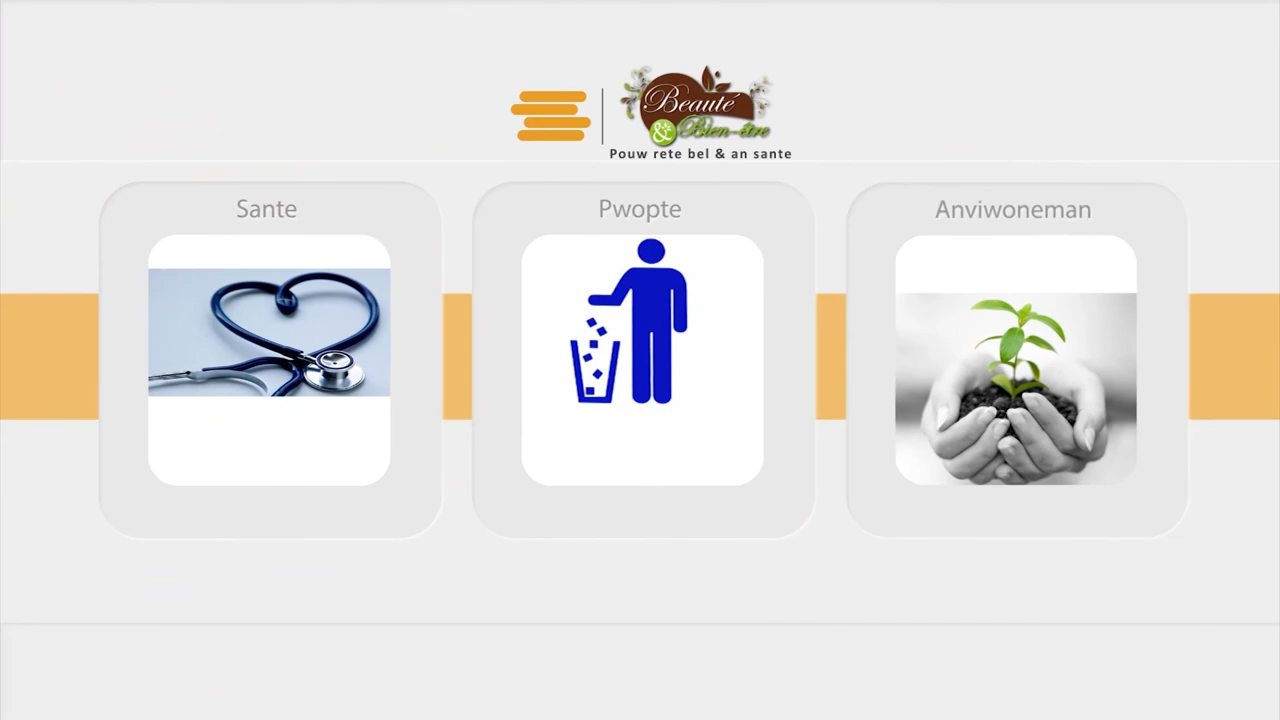 Beauté
& Bien-être
Pouw rete bel & an sante
Sante
Pwopte
Anviwoneman